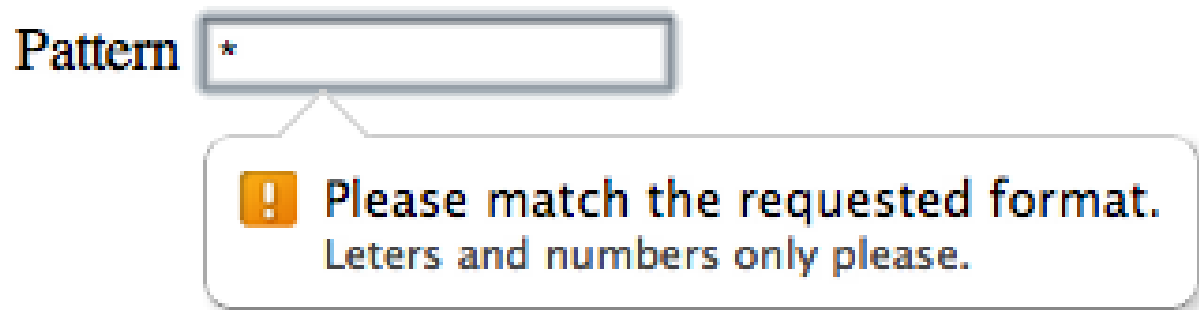 Pattern *
! Please match the requested format.
Leters and numbers only please.